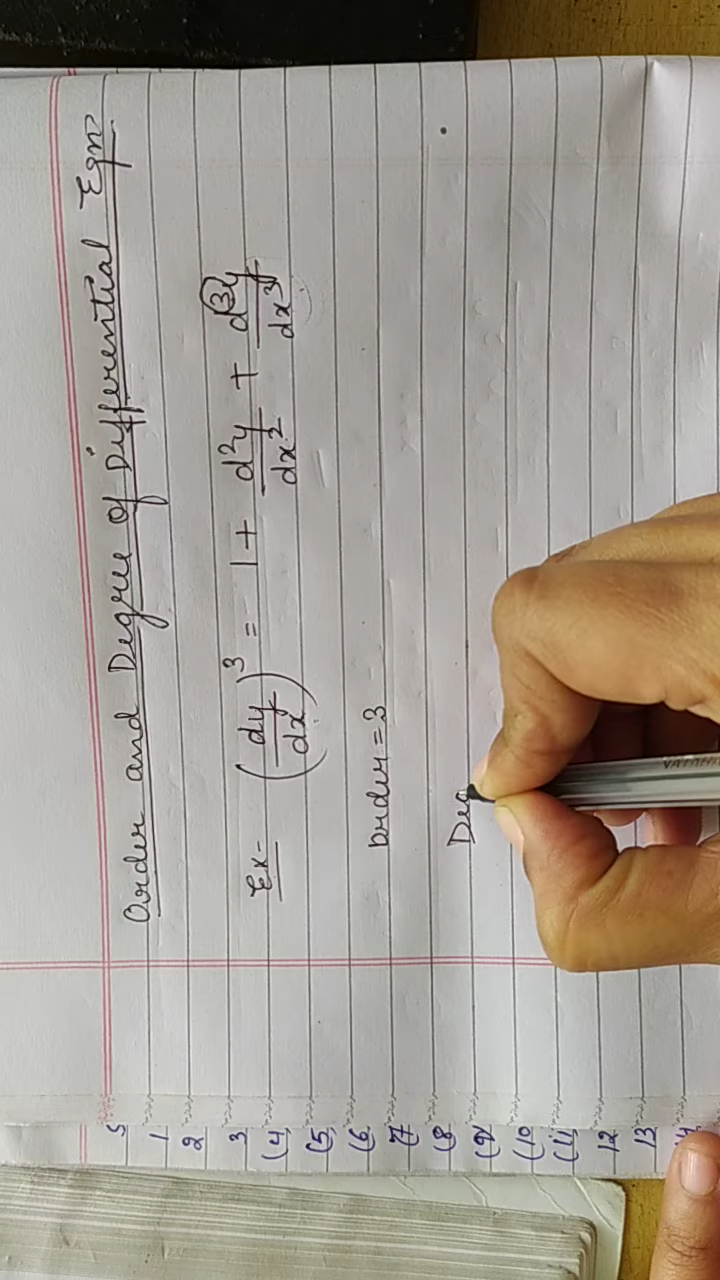 Order and Degree of Differential Eqn
Ex- (dy/dx)³ = 1 + d²y/dx² + d³y/dx³
Order = 3
Deg
S
1
2
3
(4
(5
(6
7
(8
(9
(10
(11
12
13